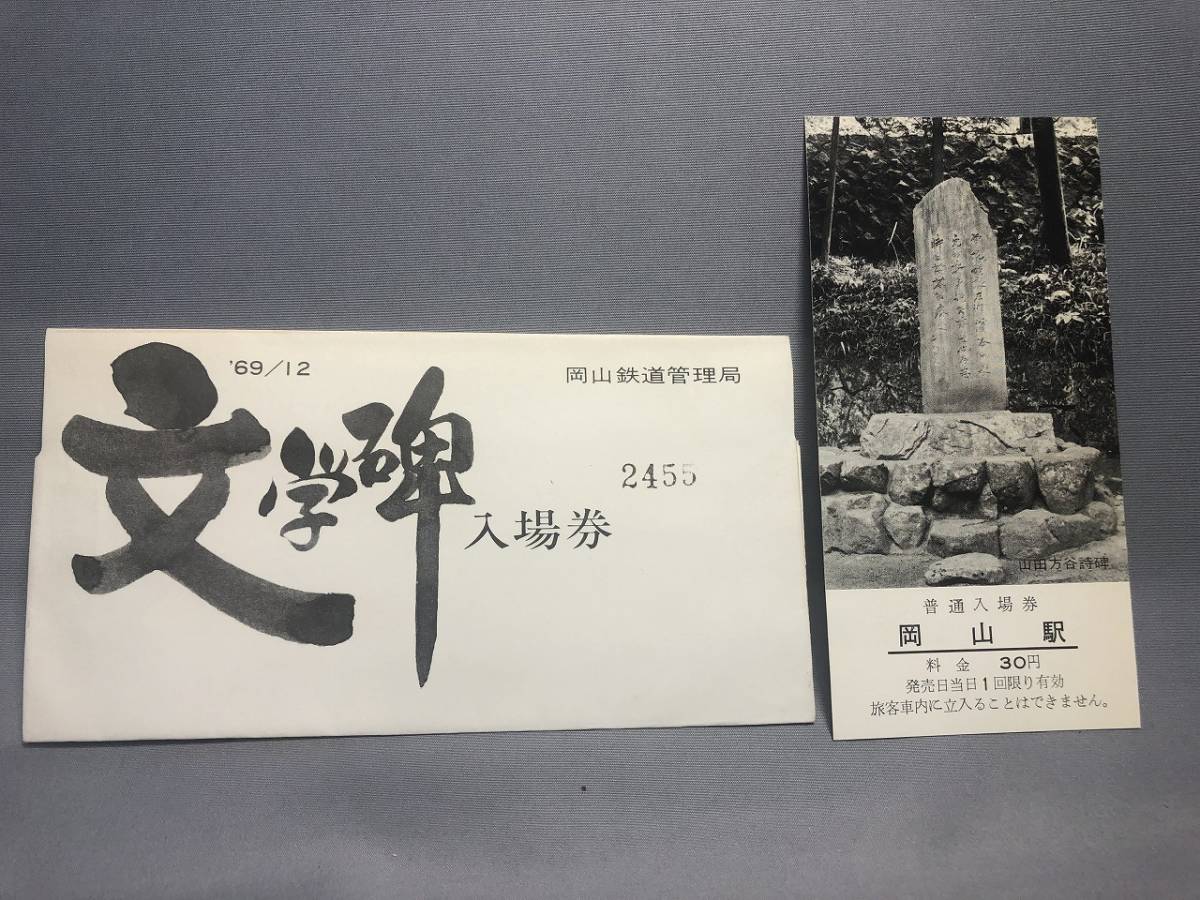 '69/12
岡山鉄道管理局
文学碑
入場券
2455
山田方谷詩碑
普通入場券
岡山駅
料金 30円
発売日当日1回限り有効
旅客車内に立入ることはできません。